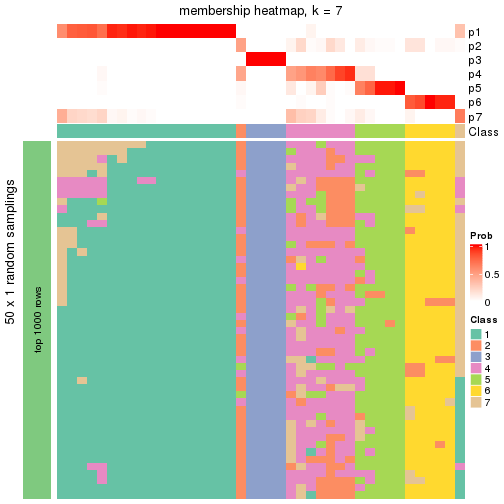 membership heatmap, k = 7
p1
p2
p3
p4
p5
p6
p7
Class
50 x 1 random samplings
top 1000 rows
Prob
1
0.5
0
Class
1
2
3
4
5
6
7